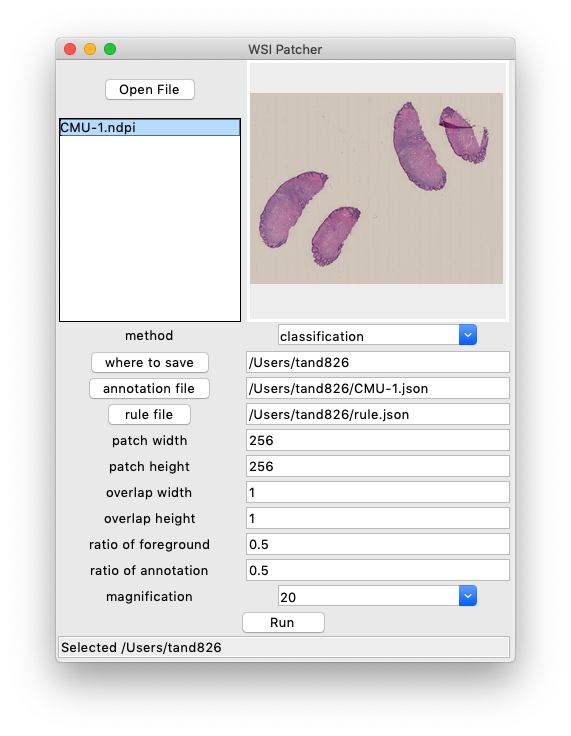 WSI Patcher
Open File
CMU-1.ndpi
method classification
where to save /Users/tand826
annotation file /Users/tand826/CMU-1.json
rule file /Users/tand826/rule.json
patch width 256
patch height 256
overlap width 1
overlap height 1
ratio of foreground 0.5
ratio of annotation 0.5
magnification 20
Run
Selected /Users/tand826